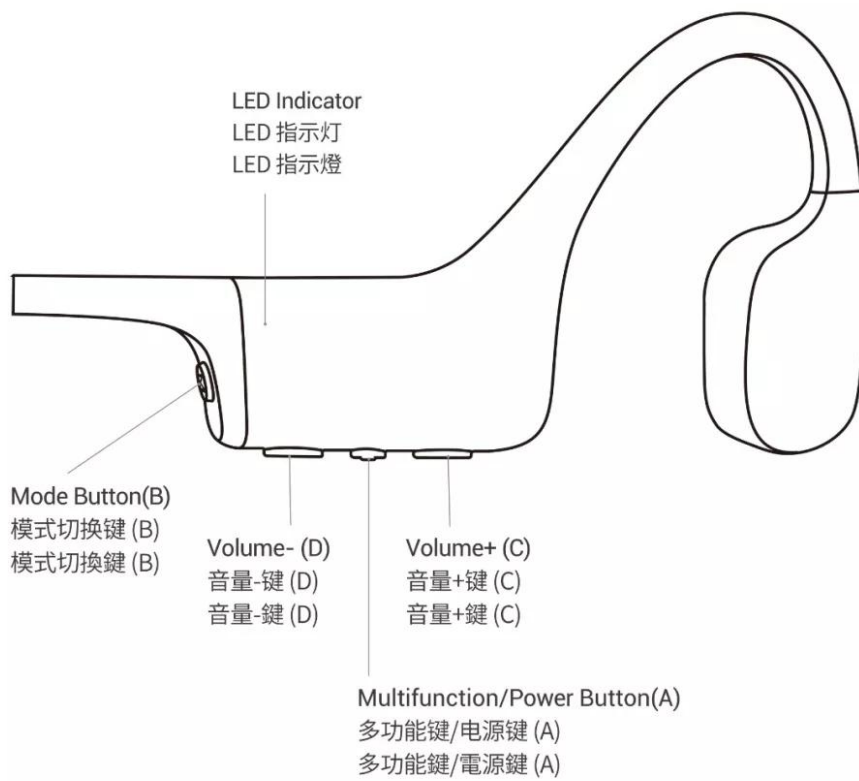 LED Indicator
LED 指示灯
LED 指示燈
Mode Button(B)
模式切换键 (B)
模式切換鍵 (B)
Volume- (D)
音量-键 (D)
音量-鍵 (D)
Volume+ (C)
音量+键 (C)
音量+鍵 (C)
Multifunction/Power Button(A)
多功能键/电源键 (A)
多功能鍵/電源鍵 (A)